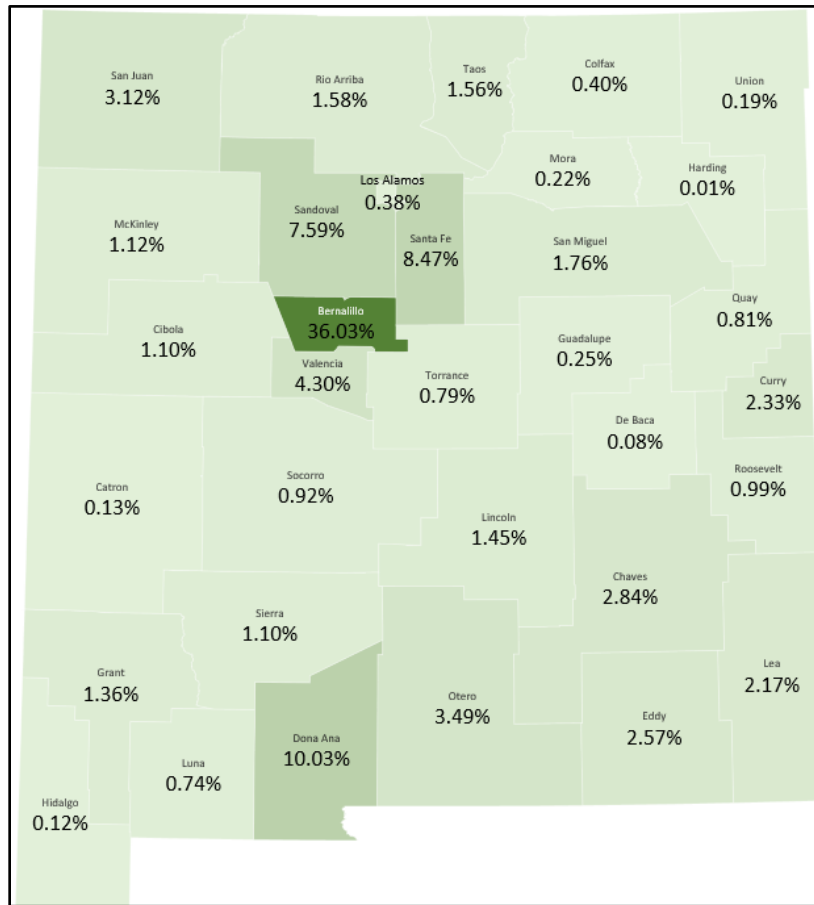 San Juan
3.12%
Rio Arriba
1.58%
Taos
1.56%
Colfax
0.40%
Union
0.19%
Mora
0.22%
Harding
0.01%
Los Alamos
0.38%
Sandoval
7.59%
Santa Fe
8.47%
San Miguel
1.76%
McKinley
1.12%
Bernalillo
36.03%
Quay
0.81%
Cibola
1.10%
Guadalupe
0.25%
Valencia
4.30%
Torrance
0.79%
Curry
2.33%
De Baca
0.08%
Roosevelt
0.99%
Catron
0.13%
Socorro
0.92%
Lincoln
1.45%
Chaves
2.84%
Sierra
1.10%
Lea
2.17%
Grant
1.36%
Otero
3.49%
Eddy
2.57%
Dona Ana
10.03%
Luna
0.74%
Hidalgo
0.12%